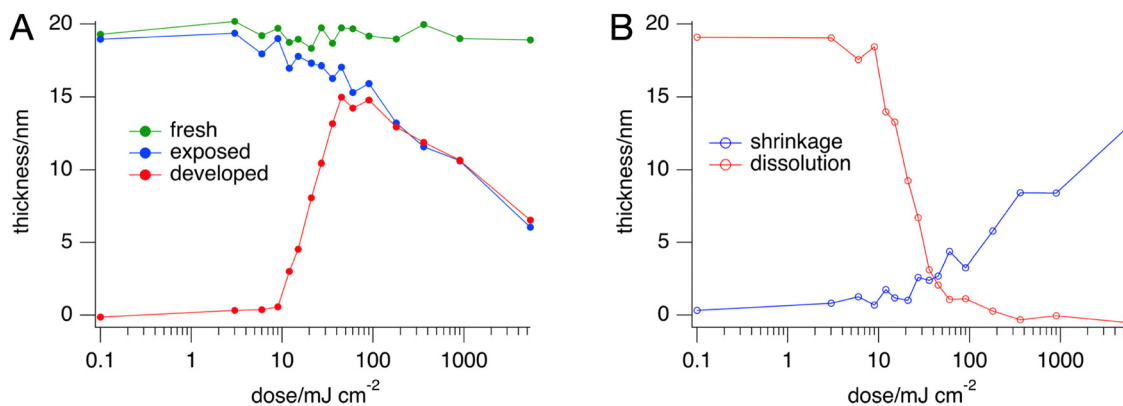 A
20
15
10
5
0
thickness/nm
fresh
exposed
developed
0.1
1
10
100
1000
dose/mJ cm⁻²
B
20
15
10
5
0
thickness/nm
shrinkage
dissolution
0.1
1
10
100
1000
dose/mJ cm⁻²